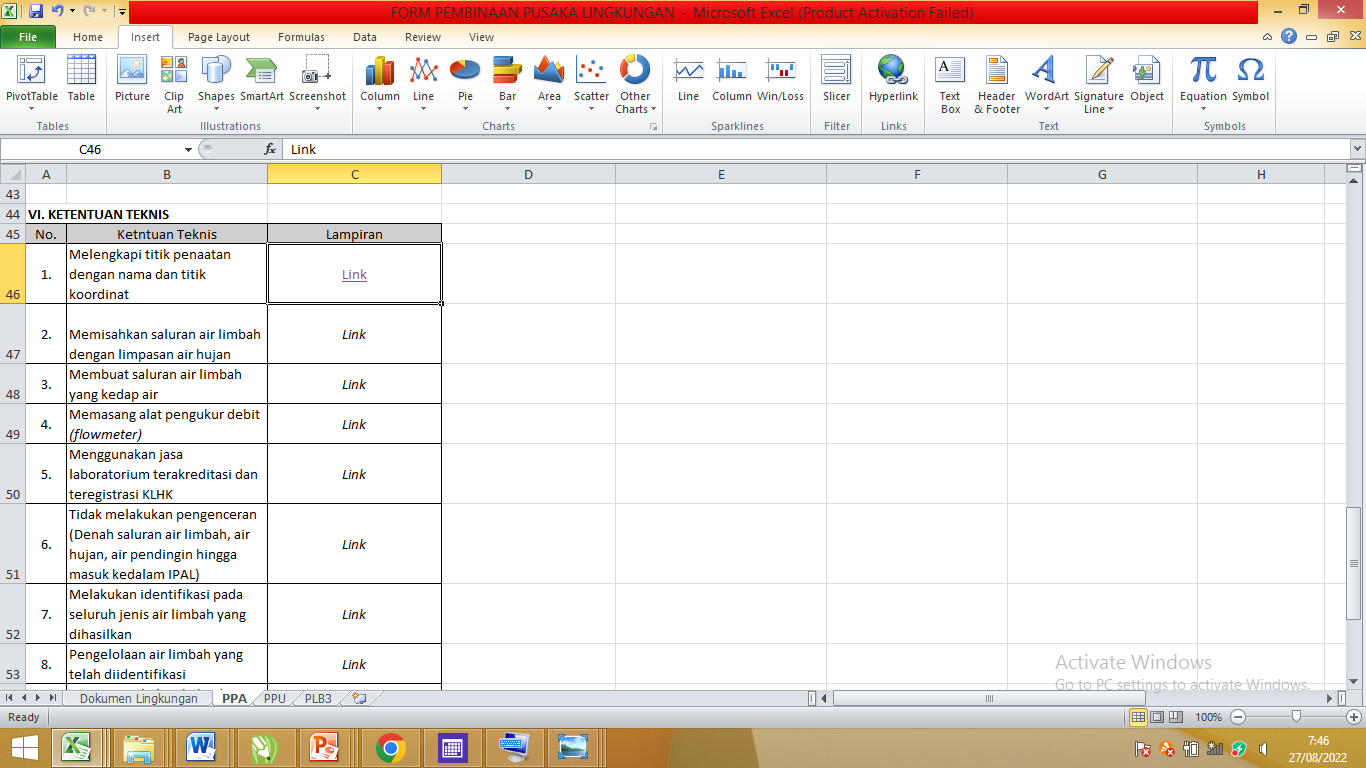 FORM PEMBINAAN PUSAKA LINGKUNGAN - Microsoft Excel (Product Activation Failed)
File Home Insert Page Layout Formulas Data Review View
PivotTable Table Picture Clip Art Shapes SmartArt Screenshot Column Line Pie Bar Area Scatter Other Charts Line Column Win/Loss Slicer Hyperlink Text Box Header & Footer WordArt Signature Line Object Equation Symbol
Tables Illustrations Charts Sparklines Filter Links Text Symbols
C46 fx Link
A B C D E F G H
43
44 VI. KETENTUAN TEKNIS
45 No. Ketntuan Teknis Lampiran
Melengkapi titik penaatan
1. dengan nama dan titik Link
46 koordinat
2. Memisahkan saluran air limbah Link
47 dengan limpasan air hujan
3. Membuat saluran air limbah Link
48 yang kedap air
4. Memasang alat pengukur debit Link
49 (flowmeter)
Menggunakan jasa
5. laboratorium terakreditasi dan Link
50 teregistrasi KLHK
Tidak melakukan pengenceran
6. (Denah saluran air limbah, air Link
hujan, air pendingin hingga
51 masuk kedalam IPAL)
Melakukan identifikasi pada
7. seluruh jenis air limbah yang Link
52 dihasilkan
8. Pengelolaan air limbah yang Link
53 telah diidentifikasi
Activate Windows
Go to PC settings to activate Windows.
Dokumen Lingkungan PPA PPU PLB3
Ready 100%
7:46
27/08/2022